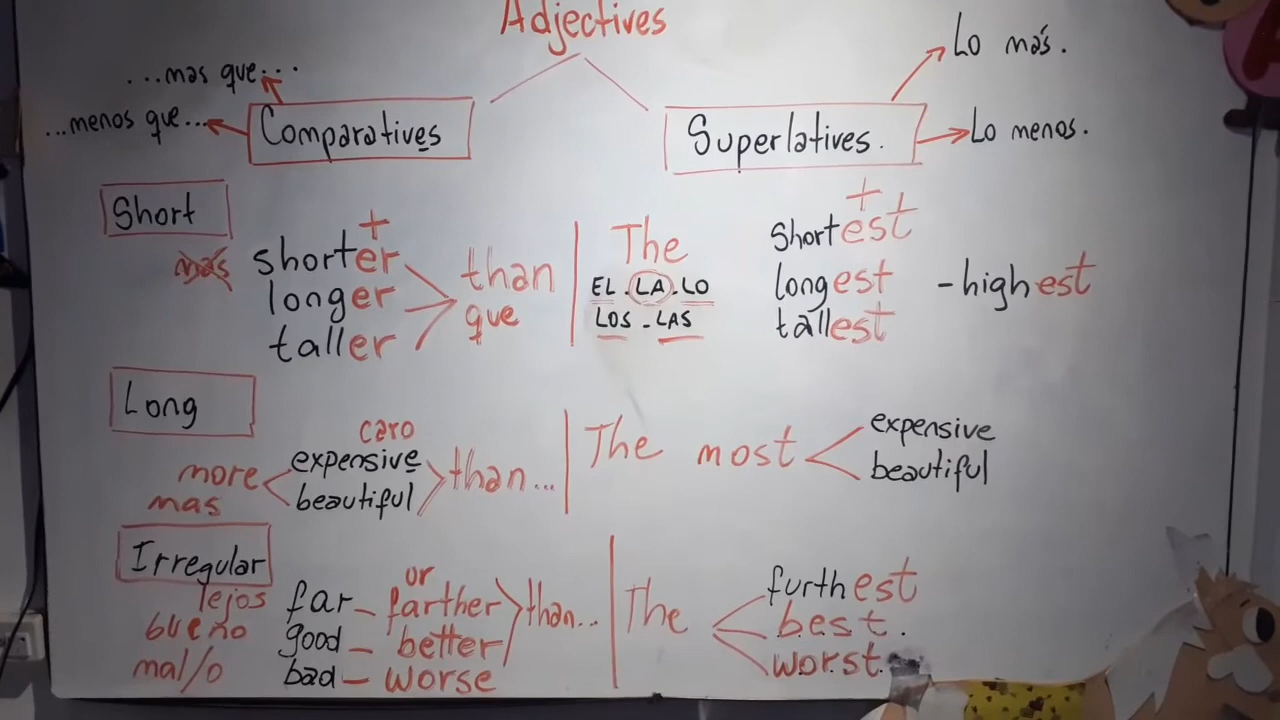 Adjectives
...mas que...
...menos que...
Comparatives
Superlatives.
Lo más.
Lo menos.
Short
mas
+
shorter
longer
taller
than
que
The
EL - LA - LO
LOS - LAS
+
shortest
longest
tallest
- highest
Long
more
mas
caro
expensive
beautiful
than...
The most
expensive
beautiful
Irregular
lejos
bueno
mal/o
or
far - farther
good - better
bad - worse
than...
The
furthest
best.
worst.